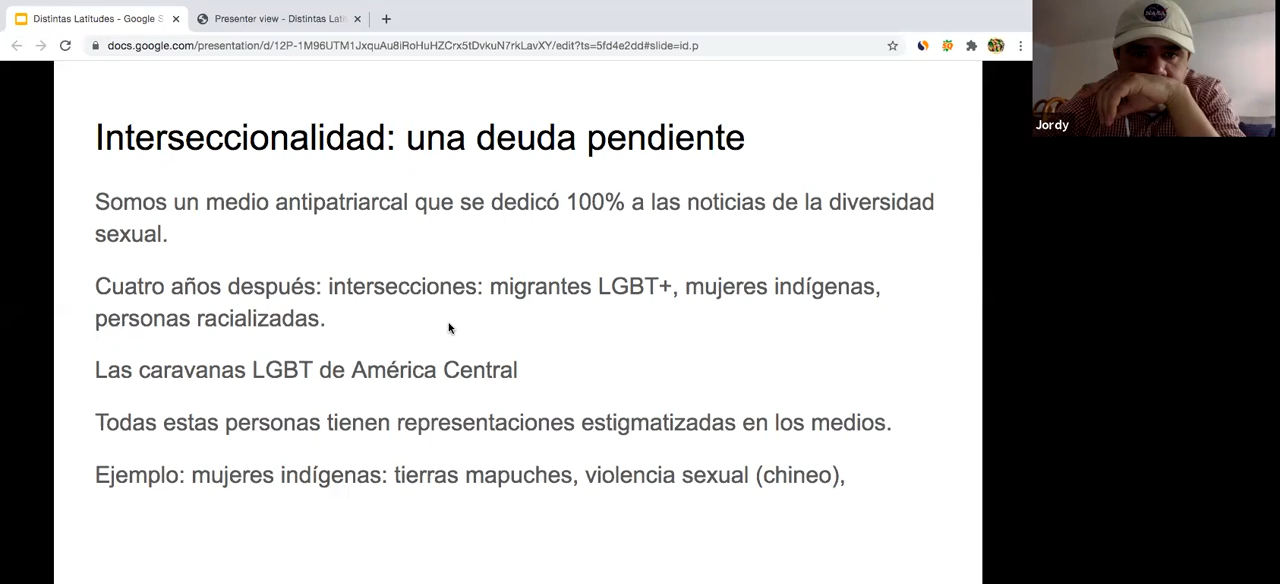 Distintas Latitudes - Google S
Presenter view - Distintas Lati
docs.google.com/presentation/d/12P-1M96UTM1JxquAu8iRoHuHZCrx5tDvkuN7rkLavXY/edit?ts=5fd4e2dd#slide=id.p
NASA
Jordy
Interseccionalidad: una deuda pendiente
Somos un medio antipatriarcal que se dedicó 100% a las noticias de la diversidad
sexual.
Cuatro años después: intersecciones: migrantes LGBT+, mujeres indígenas,
personas racializadas.
Las caravanas LGBT de América Central
Todas estas personas tienen representaciones estigmatizadas en los medios.
Ejemplo: mujeres indígenas: tierras mapuches, violencia sexual (chineo),